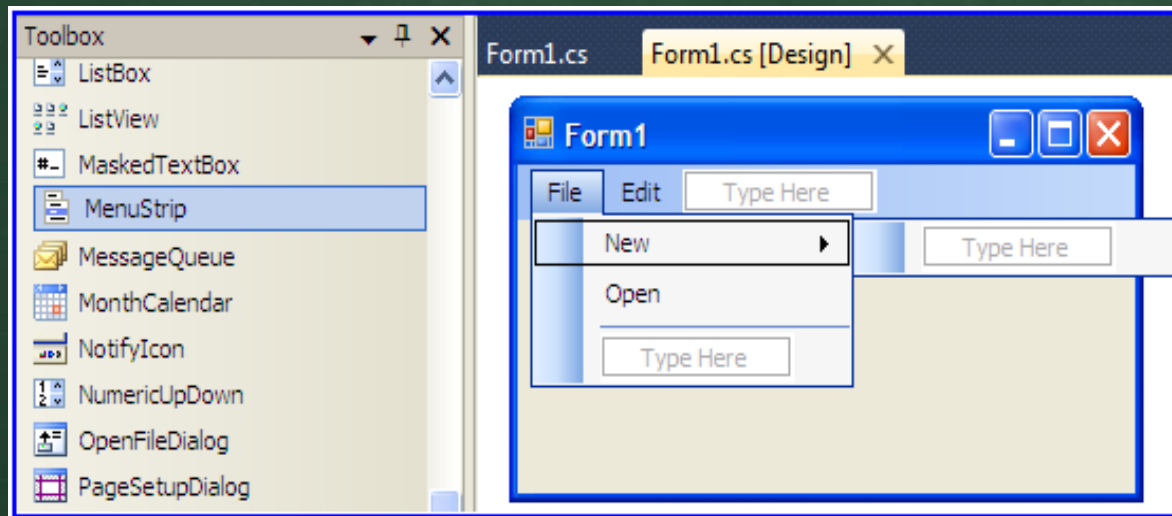 Toolbox
ListBox
ListView
MaskedTextBox
MenuStrip
MessageQueue
MonthCalendar
NotifyIcon
NumericUpDown
OpenFileDialog
PageSetupDialog
Form1.cs Form1.cs [Design]
Form1
File Edit Type Here
New Type Here
Open
Type Here